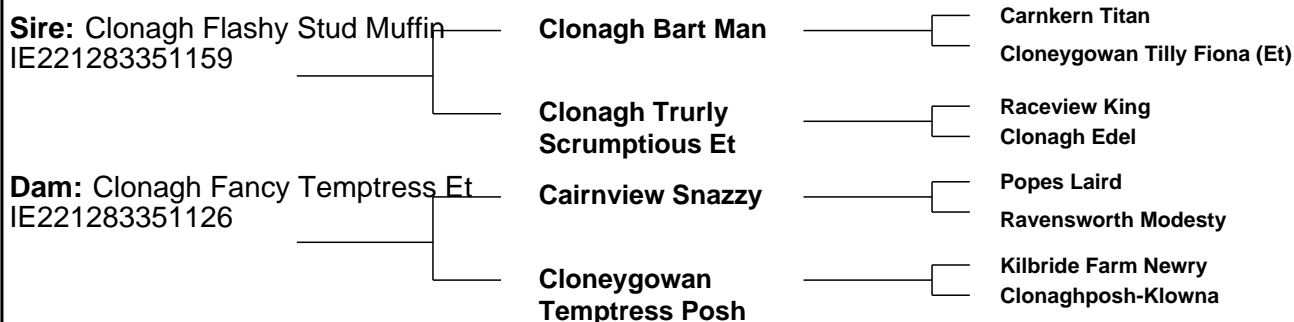 Sire: Clonagh Flashy Stud Muffin
IE221283351159
Clonagh Bart Man
Carnkern Titan
Cloneygowan Tilly Fiona (Et)
Clonagh Trurly
Scrumptious Et
Raceview King
Clonagh Edel
Dam: Clonagh Fancy Temptress Et
IE221283351126
Cairnview Snazzy
Popes Laird
Ravensworth Modesty
Cloneygowan
Temptress Posh
Kilbride Farm Newry
Clonaghposh-Klowna